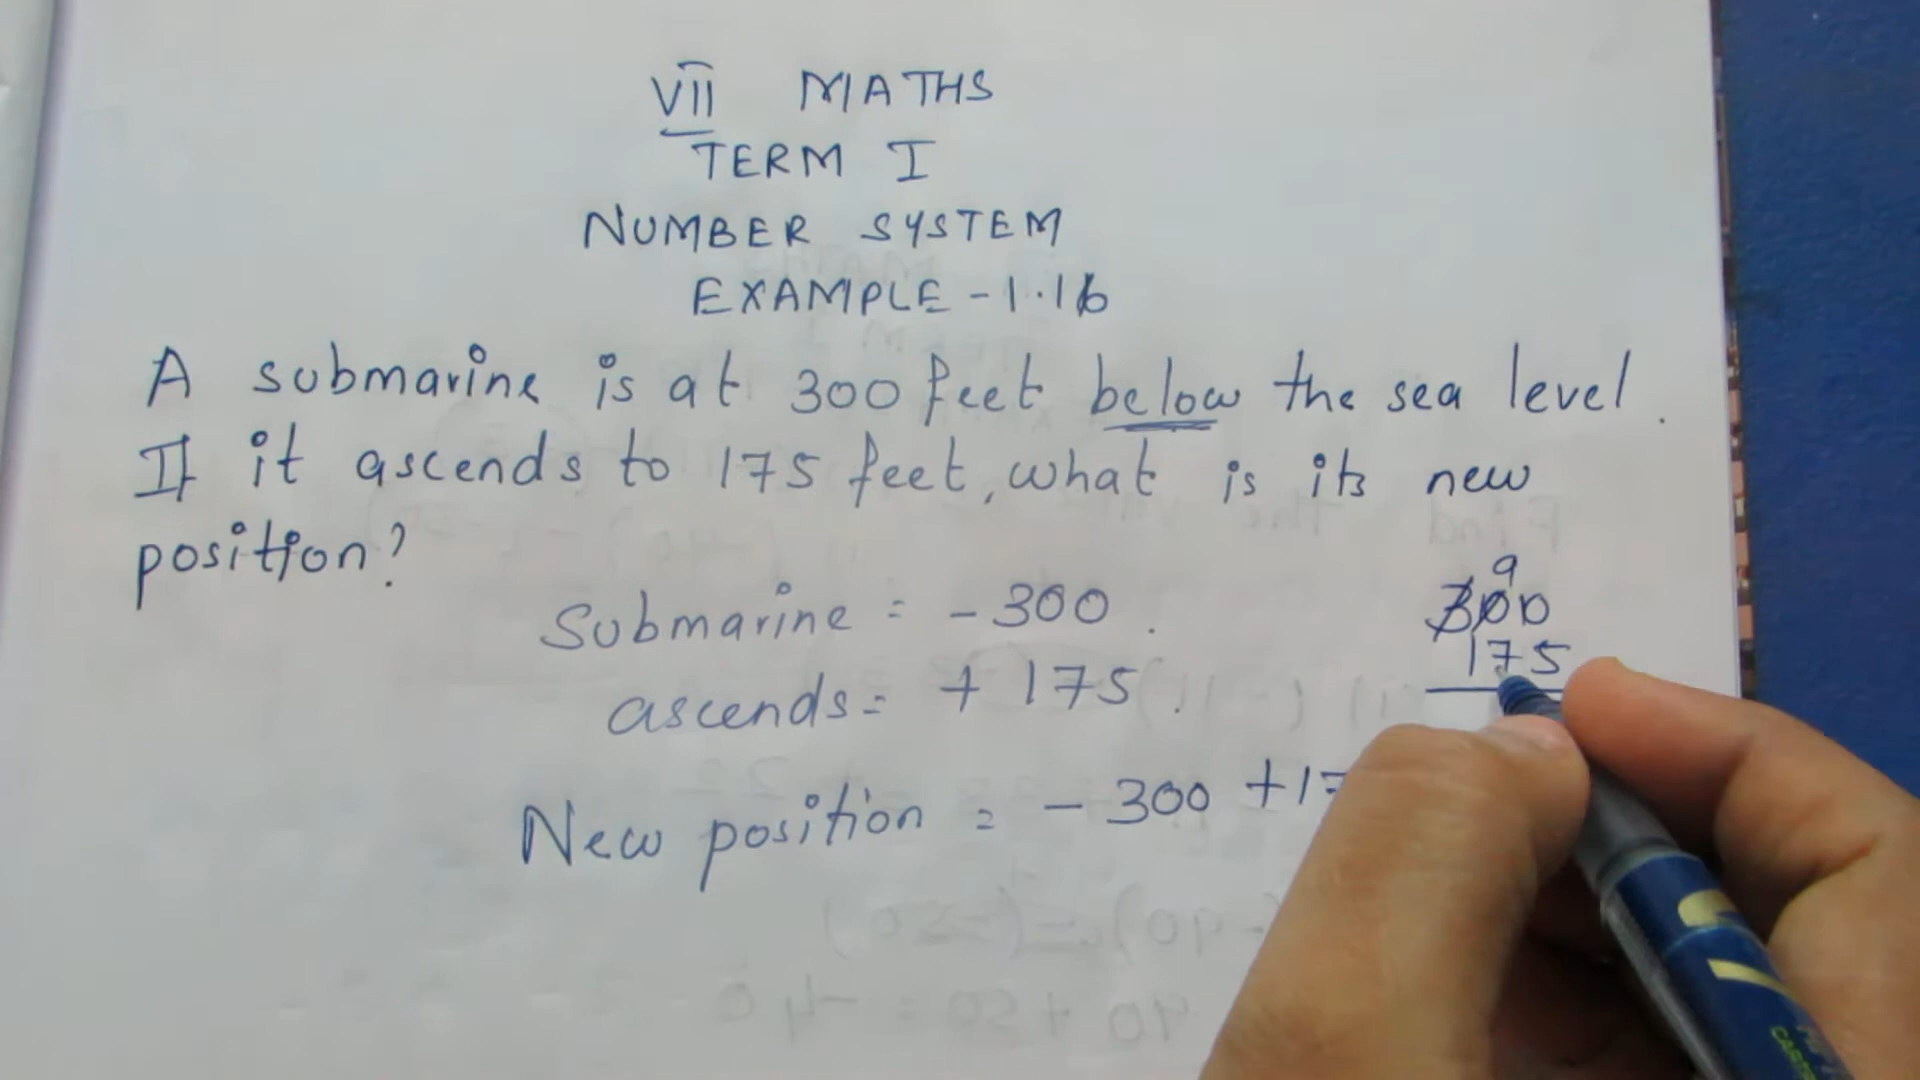 VII MATHS
TERM I
NUMBER SYSTEM
EXAMPLE - 1.16
A submarine is at 300 feet below the sea level.
If it ascends to 175 feet, what is its new
position?
9
300
175
Submarine = - 300.
ascends = + 175.
New position = - 300 + 17